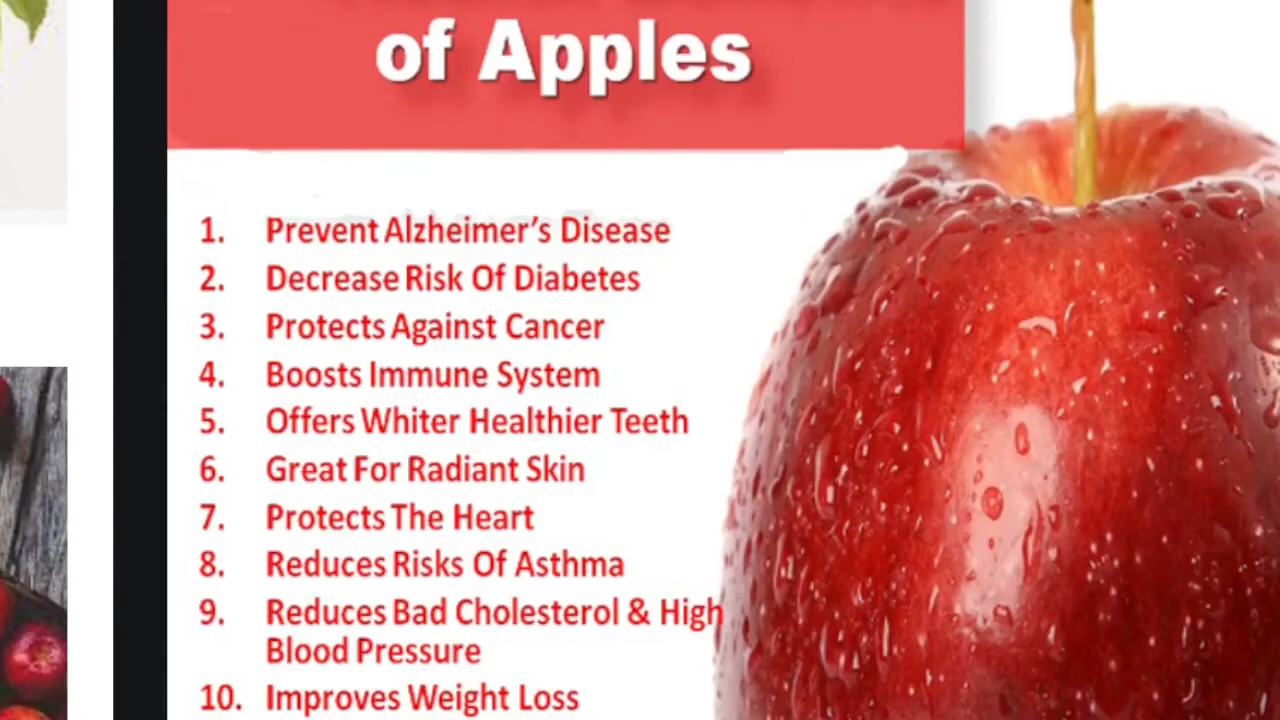 of Apples
1. Prevent Alzheimer's Disease
2. Decrease Risk Of Diabetes
3. Protects Against Cancer
4. Boosts Immune System
5. Offers Whiter Healthier Teeth
6. Great For Radiant Skin
7. Protects The Heart
8. Reduces Risks Of Asthma
9. Reduces Bad Cholesterol & High
Blood Pressure
10. Improves Weight Loss